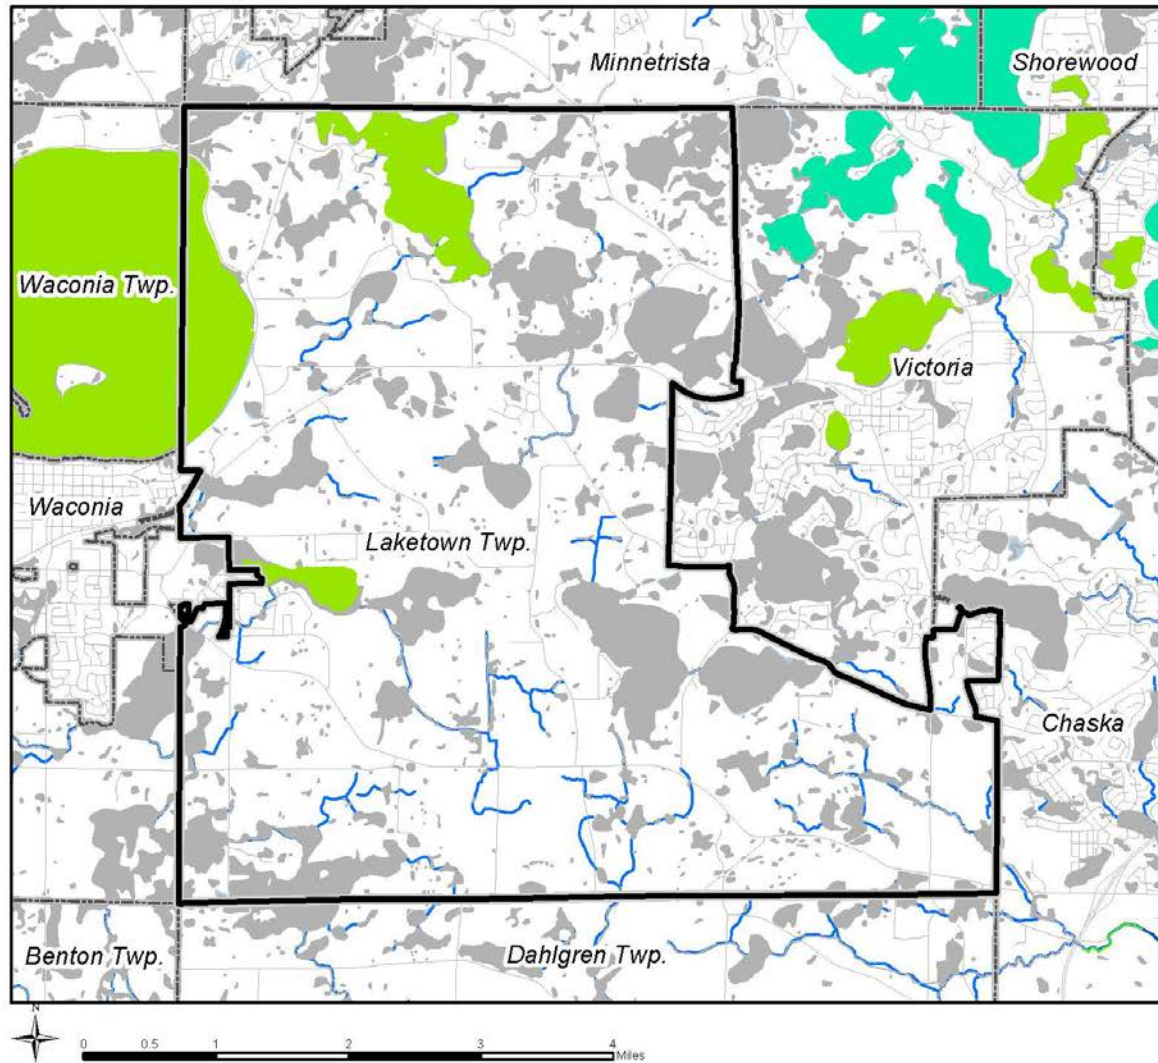 Minnetrista
Shorewood
Waconia Twp.
Victoria
Waconia
Laketown Twp.
Chaska
Benton Twp.
Dahlgren Twp.
N
0 0.5 1 2 3 4
Miles